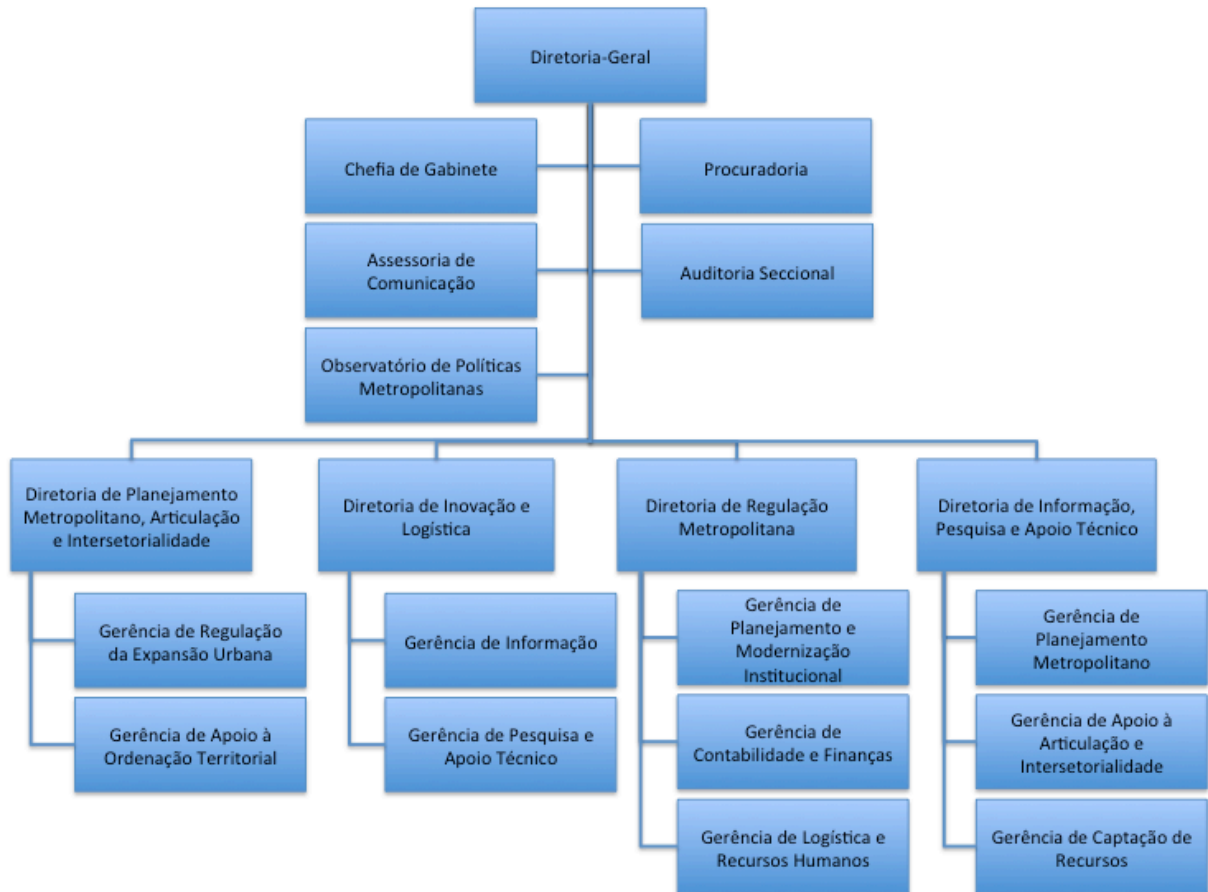 Diretoria-Geral
Chefia de Gabinete
Procuradoria
Assessoria de
Comunicação
Auditoria Seccional
Observatório de Políticas
Metropolitanas
Diretoria de Planejamento
Metropolitano, Articulação
e Intersetorialidade
Diretoria de Inovação e
Logística
Diretoria de Regulação
Metropolitana
Diretoria de Informação,
Pesquisa e Apoio Técnico
Gerência de Regulação
da Expansão Urbana
Gerência de Apoio à
Ordenação Territorial
Gerência de Informação
Gerência de Pesquisa e
Apoio Técnico
Gerência de
Planejamento e
Modernização
Institucional
Gerência de
Contabilidade e Finanças
Gerência de Logística e
Recursos Humanos
Gerência de
Planejamento
Metropolitano
Gerência de Apoio à
Articulação e
Intersetorialidade
Gerência de Captação de
Recursos